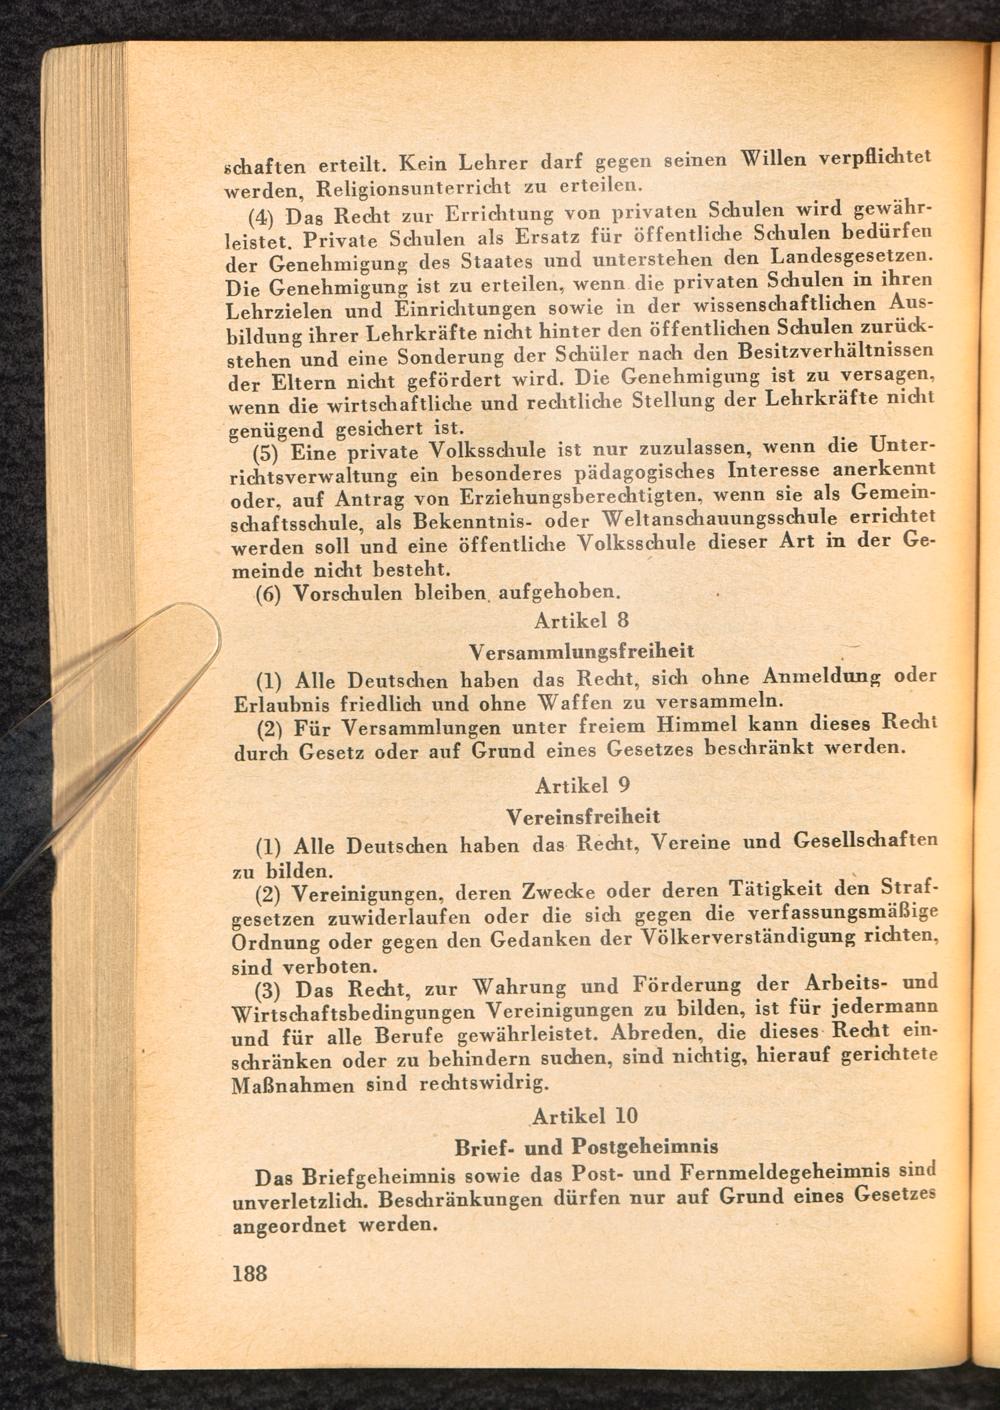 schaften erteilt. Kein Lehrer darf gegen seinen Willen verpflichtet
werden, Religionsunterricht zu erteilen.
(4) Das Recht zur Errichtung von privaten Schulen wird gewähr-
leistet. Private Schulen als Ersatz für öffentliche Schulen bedürfen
der Genehmigung des Staates und unterstehen den Landesgesetzen.
Die Genehmigung ist zu erteilen, wenn die privaten Schulen in ihren
Lehrzielen und Einrichtungen sowie in der wissenschaftlichen Aus-
bildung ihrer Lehrkräfte nicht hinter den öffentlichen Schulen zurück-
stehen und eine Sonderung der Schüler nach den Besitzverhältnissen
der Eltern nicht gefördert wird. Die Genehmigung ist zu versagen,
wenn die wirtschaftliche und rechtliche Stellung der Lehrkräfte nicht
genügend gesichert ist.
(5) Eine private Volksschule ist nur zuzulassen, wenn die Unter-
richtsverwaltung ein besonderes pädagogisches Interesse anerkennt
oder, auf Antrag von Erziehungsberechtigten, wenn sie als Gemein-
schaftsschule, als Bekenntnis- oder Weltanschauungsschule errichtet
werden soll und eine öffentliche Volksschule dieser Art in der Ge-
meinde nicht besteht.
(6) Vorschulen bleiben aufgehoben.
Artikel 8
Versammlungsfreiheit
(1) Alle Deutschen haben das Recht, sich ohne Anmeldung oder
Erlaubnis friedlich und ohne Waffen zu versammeln.
(2) Für Versammlungen unter freiem Himmel kann dieses Recht
durch Gesetz oder auf Grund eines Gesetzes beschränkt werden.
Artikel 9
Vereinsfreiheit
(1) Alle Deutschen haben das Recht, Vereine und Gesellschaften
zu bilden.
(2) Vereinigungen, deren Zwecke oder deren Tätigkeit den Straf-
gesetzen zuwiderlaufen oder die sich gegen die verfassungsmäßige
Ordnung oder gegen den Gedanken der Völkerverständigung richten,
sind verboten.
(3) Das Recht, zur Wahrung und Förderung der Arbeits- und
Wirtschaftsbedingungen Vereinigungen zu bilden, ist für jedermann
und für alle Berufe gewährleistet. Abreden, die dieses Recht ein-
schränken oder zu behindern suchen, sind nichtig, hierauf gerichtete
Maßnahmen sind rechtswidrig.
Artikel 10
Brief- und Postgeheimnis
Das Briefgeheimnis sowie das Post- und Fernmeldegeheimnis sind
unverletzlich. Beschränkungen dürfen nur auf Grund eines Gesetzes
angeordnet werden.
188